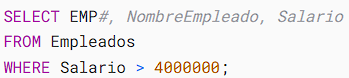 SELECT EMP#, NombreEmpleado, Salario
FROM Empleados
WHERE Salario > 4000000;